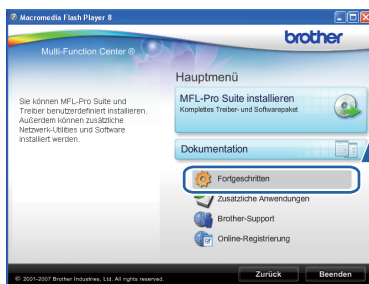 Macromedia Flash Player 8
brother
Multi-Function Center ®
Hauptmenü
Sie können MFL-Pro Suite und
Treiber benutzerdefiniert installieren.
Außerdem können zusätzliche
Netzwerk-Utilities und Software
installiert werden.
MFL-Pro Suite installieren
Komplettes Treiber- und Softwarepaket
Dokumentation
Fortgeschritten
Zusätzliche Anwendungen
Brother-Support
Online-Registrierung
© 2001-2007 Brother Industries, Ltd. All rights reserved.
Zurück
Beenden